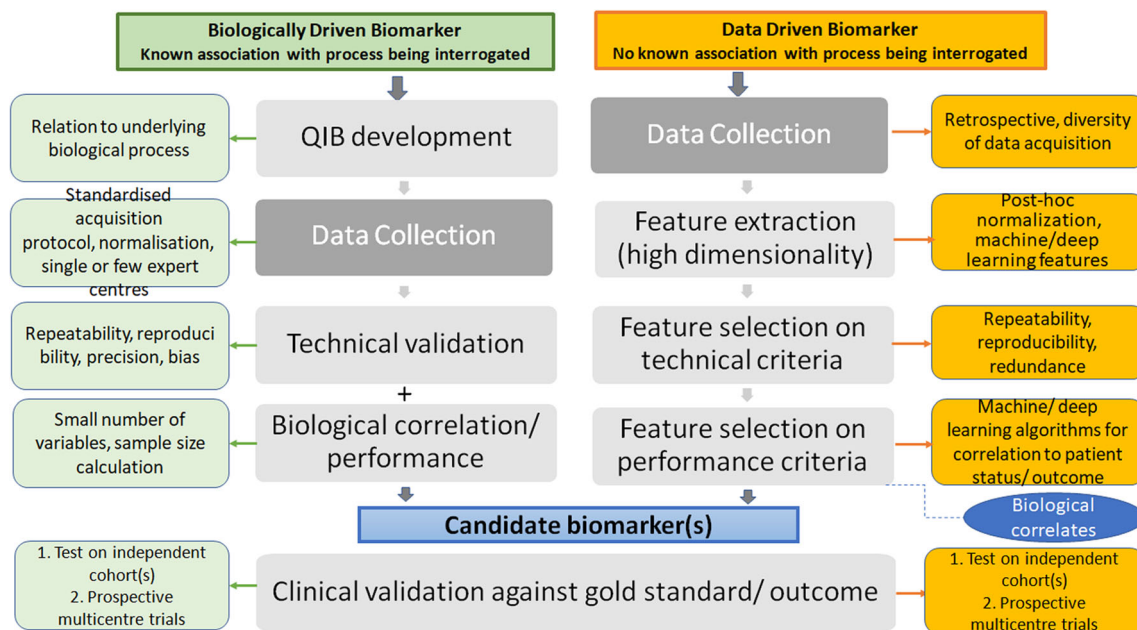 Biologically Driven Biomarker
Known association with process being interrogated
Data Driven Biomarker
No known association with process being interrogated
Relation to underlying
biological process
QIB development
Data Collection
Retrospective, diversity
of data acquisition
Standardised
acquisition
protocol, normalisation,
single or few expert
centres
Data Collection
Feature extraction
(high dimensionality)
Post-hoc
normalization,
machine/deep
learning features
Repeatability, reproduci
bility, precision, bias
Technical validation
Feature selection on
technical criteria
Repeatability,
reproducibility,
redundance
+
Small number of
variables, sample size
calculation
Biological correlation/
performance
Feature selection on
performance criteria
Machine/ deep
learning algorithms for
correlation to patient
status/ outcome
Biological
correlates
Candidate biomarker(s)
1. Test on independent
cohort(s)
2. Prospective
multicentre trials
Clinical validation against gold standard/ outcome
1. Test on independent
cohort(s)
2. Prospective
multicentre trials